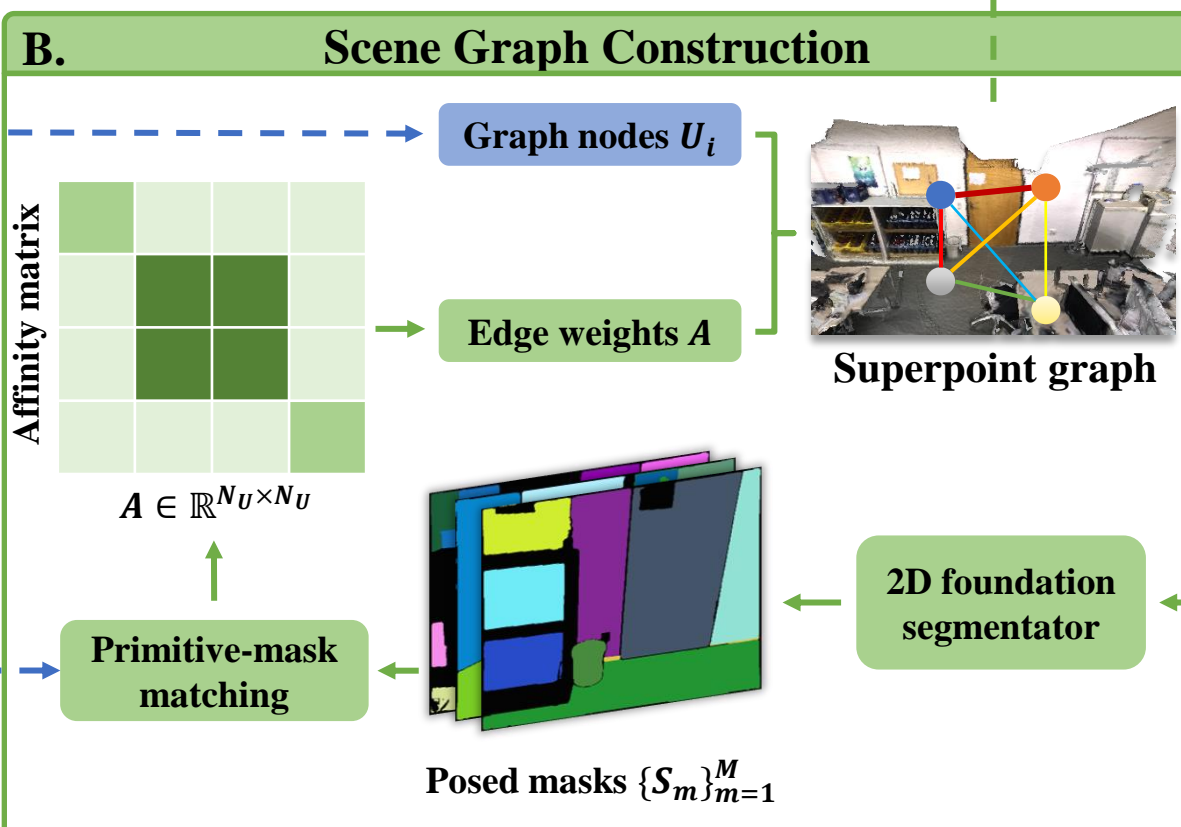 B. Scene Graph Construction
Graph nodes U_i
Affinity matrix
Edge weights A
Superpoint graph
A ∈ ℝ^{N_U×N_U}
2D foundation
segmentator
Primitive-mask
matching
Posed masks {S_m}_{m=1}^{M}